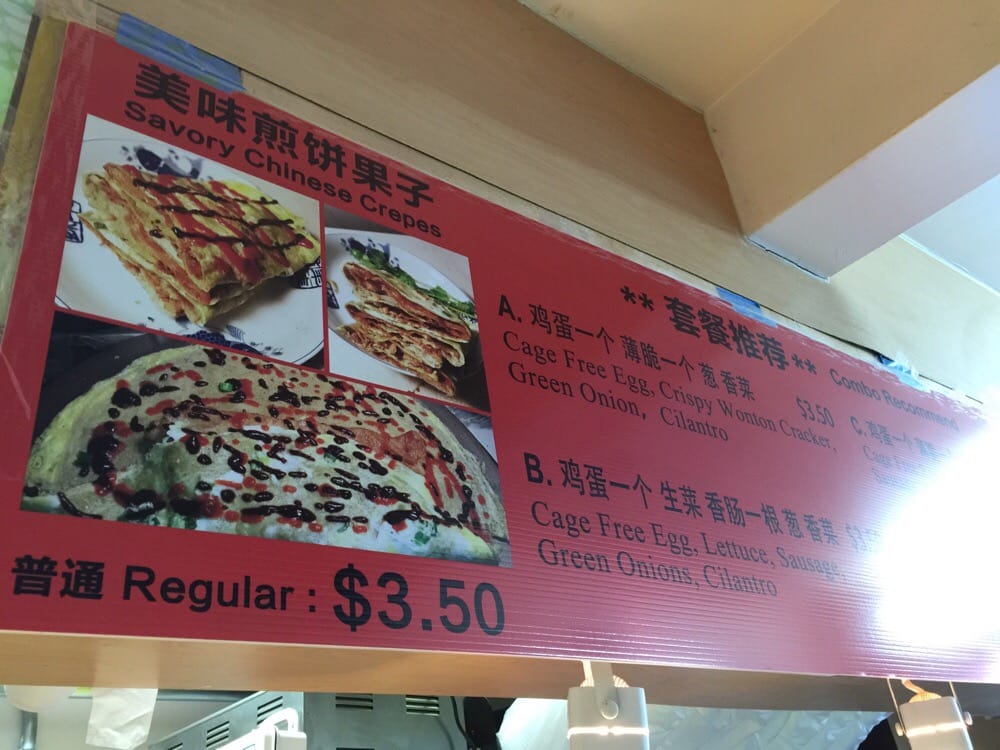 美味煎饼果子
Savory Chinese Crepes
** 套餐推荐 ** Combo Recommend
A. 鸡蛋一个 薄脆一个 葱 香菜 $3.50
Cage Free Egg, Crispy Wonton Cracker,
Green Onion, Cilantro
B. 鸡蛋一个 生菜 香肠一根 葱 香菜
Cage Free Egg, Lettuce, Sausage,
Green Onions, Cilantro
C. 鸡蛋一个
Cage
普通 Regular : $3.50